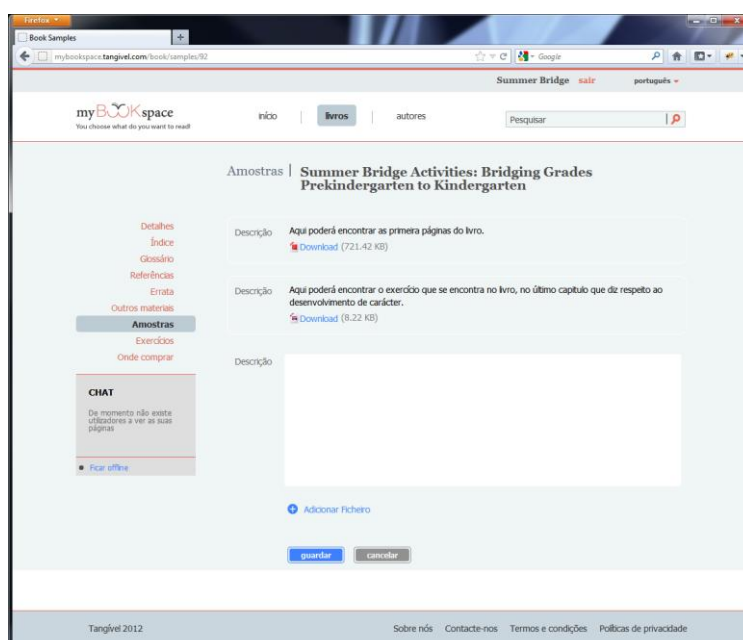 Firefox
Book Samples
mybookspace.tangivel.com/book/samples/92
Google
Summer Bridge sair português
my BOOK space
You choose what do you want to read!
início | livros | autores
Pesquisar
Amostras | Summer Bridge Activities: Bridging Grades
Prekindergarten to Kindergarten
Detalhes
Índice
Glossário
Referências
Errata
Outros materiais
Amostras
Exercícios
Onde comprar
CHAT
De momento não existe
utilizadores a ver as suas
páginas
Ficar offline
Descrição Aqui poderá encontrar as primeira páginas do livro.
Download (721.42 KB)
Descrição Aqui poderá encontrar o exercício que se encontra no livro, no último capitulo que diz respeito ao
desenvolvimento de carácter.
Download (8.22 KB)
Descrição
Adicionar Ficheiro
guardar cancelar
Tangível 2012 Sobre nós Contacte-nos Termos e condições Políticas de privacidade